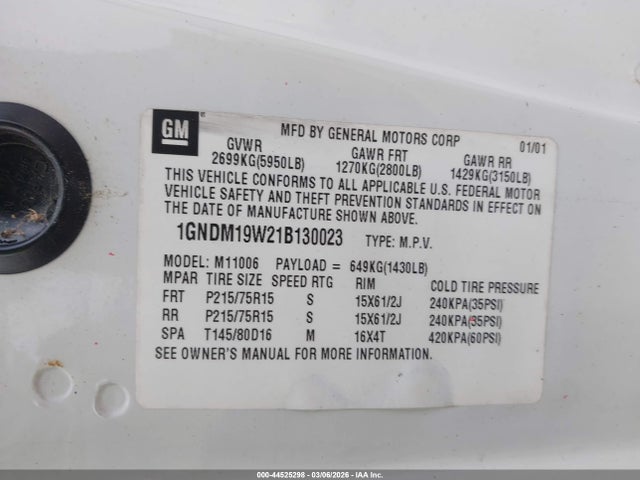 GM
®
MFD BY GENERAL MOTORS CORP 01/01
GVWR GAWR FRT GAWR RR
2699KG(5950LB) 1270KG(2800LB) 1429KG(3150LB)
THIS VEHICLE CONFORMS TO ALL APPLICABLE U.S. FEDERAL MOTOR
VEHICLE SAFETY AND THEFT PREVENTION STANDARDS IN EFFECT ON
THE DATE OF MANUFACTURE SHOWN ABOVE.
1GNDM19W21B130023 TYPE: M.P.V.
MODEL: M11006 PAYLOAD = 649KG(1430LB)
MPAR TIRE SIZE SPEED RTG RIM COLD TIRE PRESSURE
FRT P215/75R15 S 15X61/2J 240KPA(35PSI)
RR P215/75R15 S 15X61/2J 240KPA(35PSI)
SPA T145/80D16 M 16X4T 420KPA(60PSI)
SEE OWNER'S MANUAL FOR MORE INFORMATION.
000-44525298 - 03/06/2026 - IAA Inc.